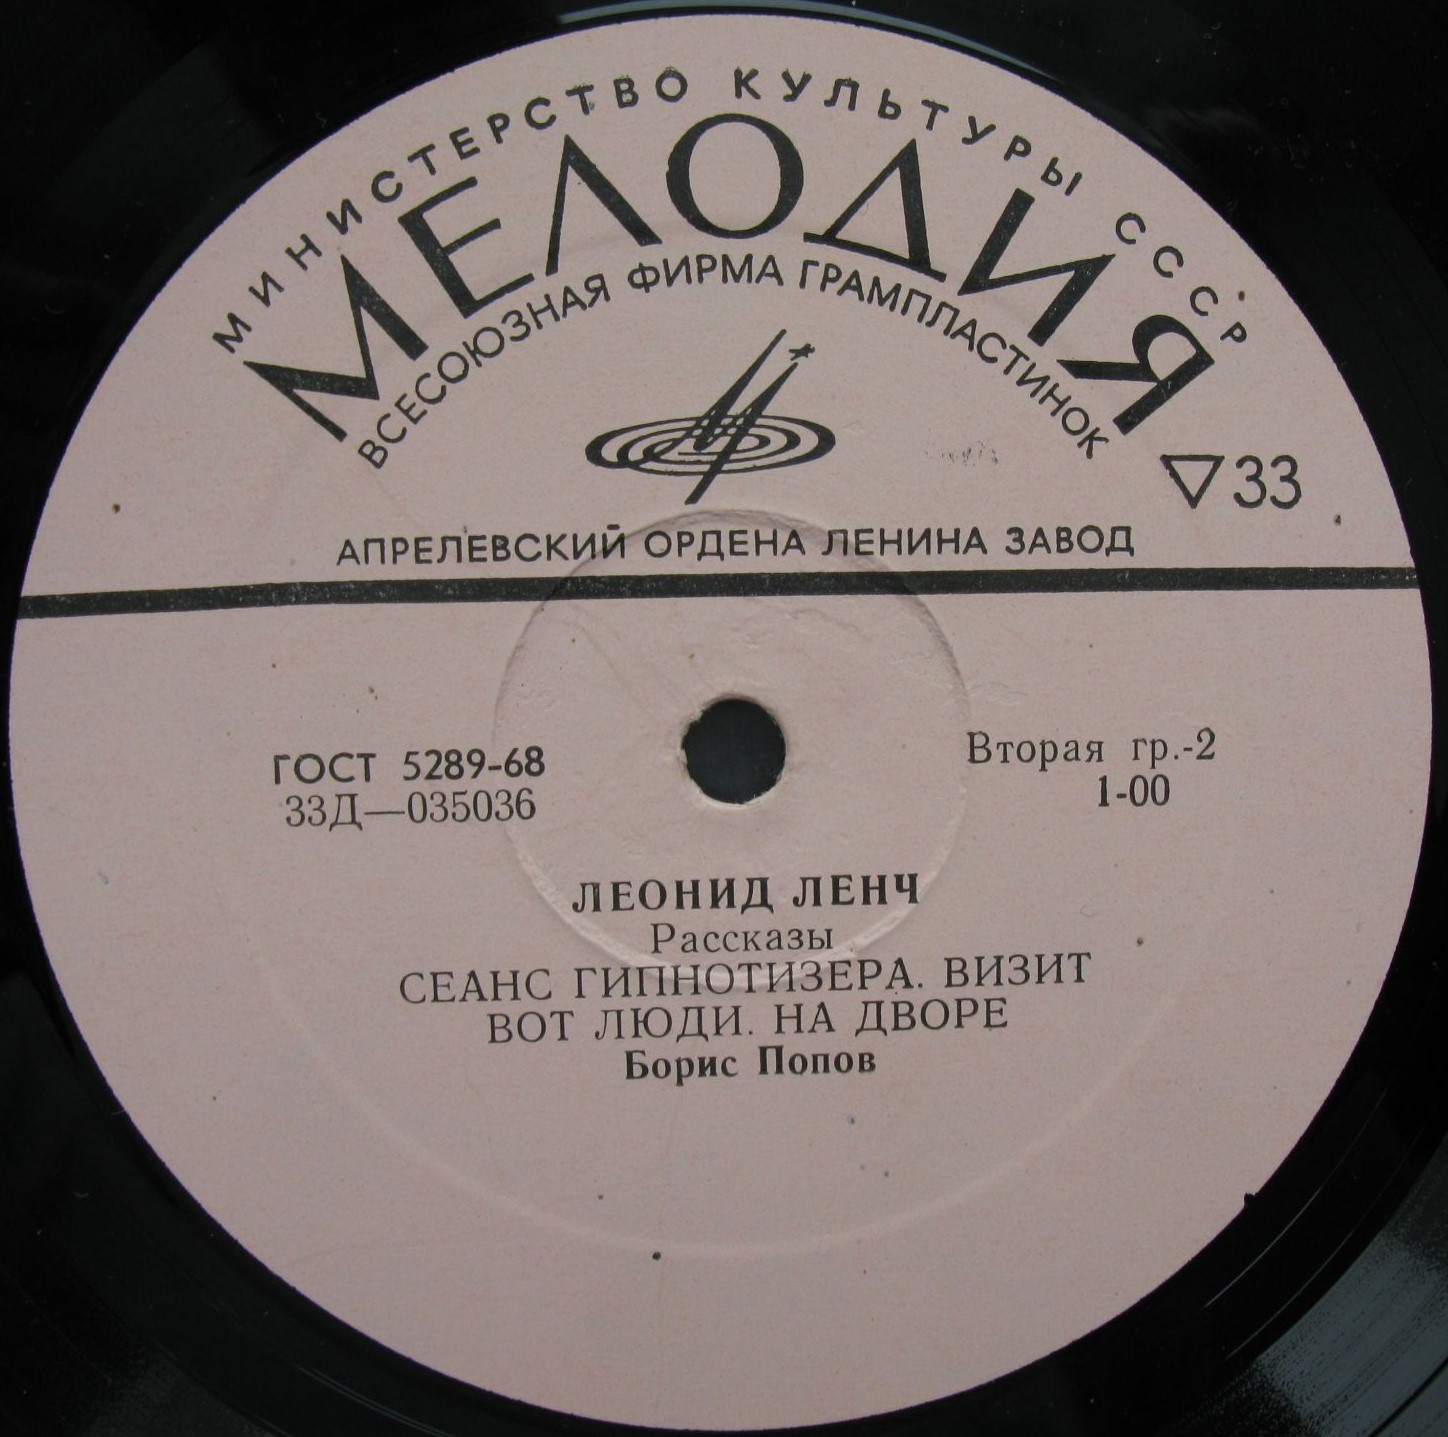 МИНИСТЕРСТВО КУЛЬТУРЫ СССР
МЕЛОДИЯ
ВСЕСОЮЗНАЯ ФИРМА ГРАМПЛАСТИНОК
33
АПРЕЛЕВСКИЙ ОРДЕНА ЛЕНИНА ЗАВОД
ГОСТ 5289-68
33Д—035036
Вторая гр.-2
1-00
ЛЕОНИД ЛЕНЧ
Рассказы
СЕАНС ГИПНОТИЗЕРА. ВИЗИТ
ВОТ ЛЮДИ. НА ДВОРЕ
Борис Попов